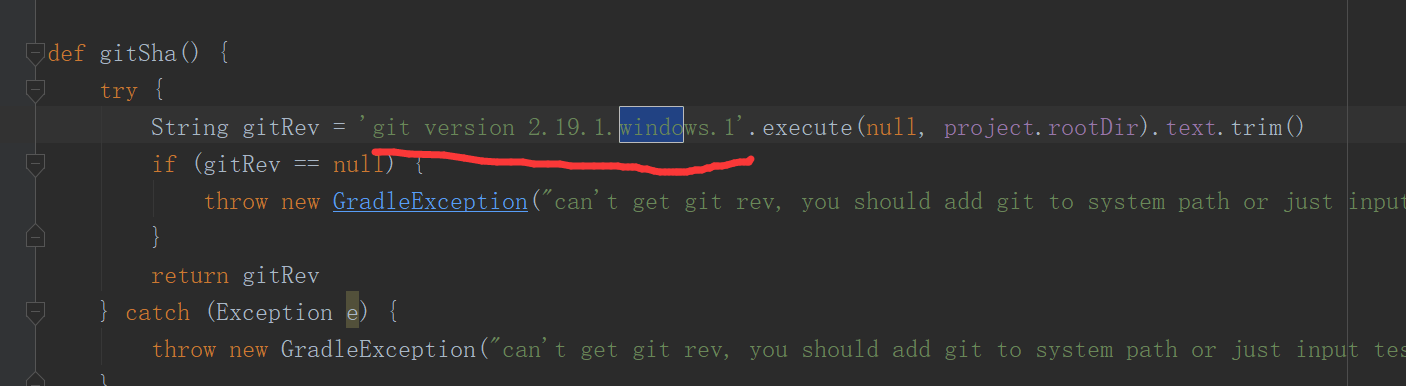 def gitSha() {
try {
String gitRev = 'git version 2.19.1.windows.1'.execute(null, project.rootDir).text.trim()
if (gitRev == null) {
throw new GradleException("can't get git rev, you should add git to system path or just input
}
return gitRev
} catch (Exception e) {
throw new GradleException("can't get git rev, you should add git to system path or just input tes
}